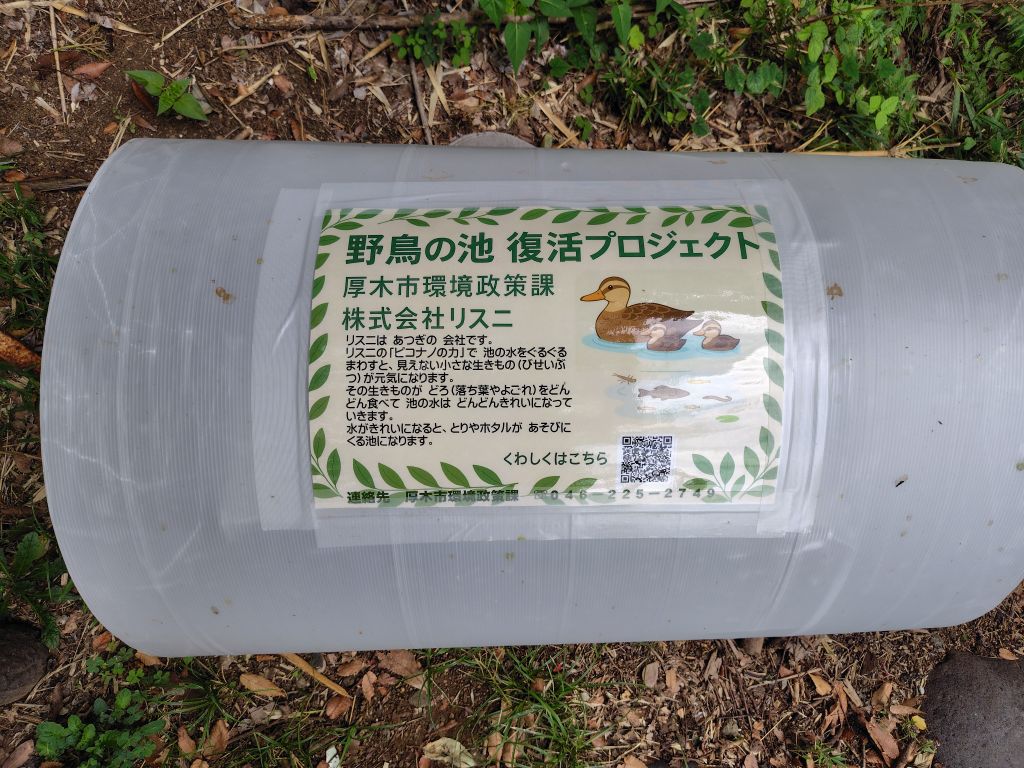 野鳥の池 復活プロジェクト
厚木市環境政策課
株式会社リスニ
リスニは あつぎの 会社です。
リスニの「ピコナノの力」で 池の水をぐるぐる
まわすと、見えない小さな生きもの(びせいぶ
つ)が元気になります。
その生きものが どろ(落ち葉やよごれ)をどん
どん食べて 池の水は どんどんきれいになって
いきます。
水がきれいになると、とりやホタルが あそびに
くる池になります。
くわしくはこちら
連絡先 厚木市環境政策課 ☎046-225-2749